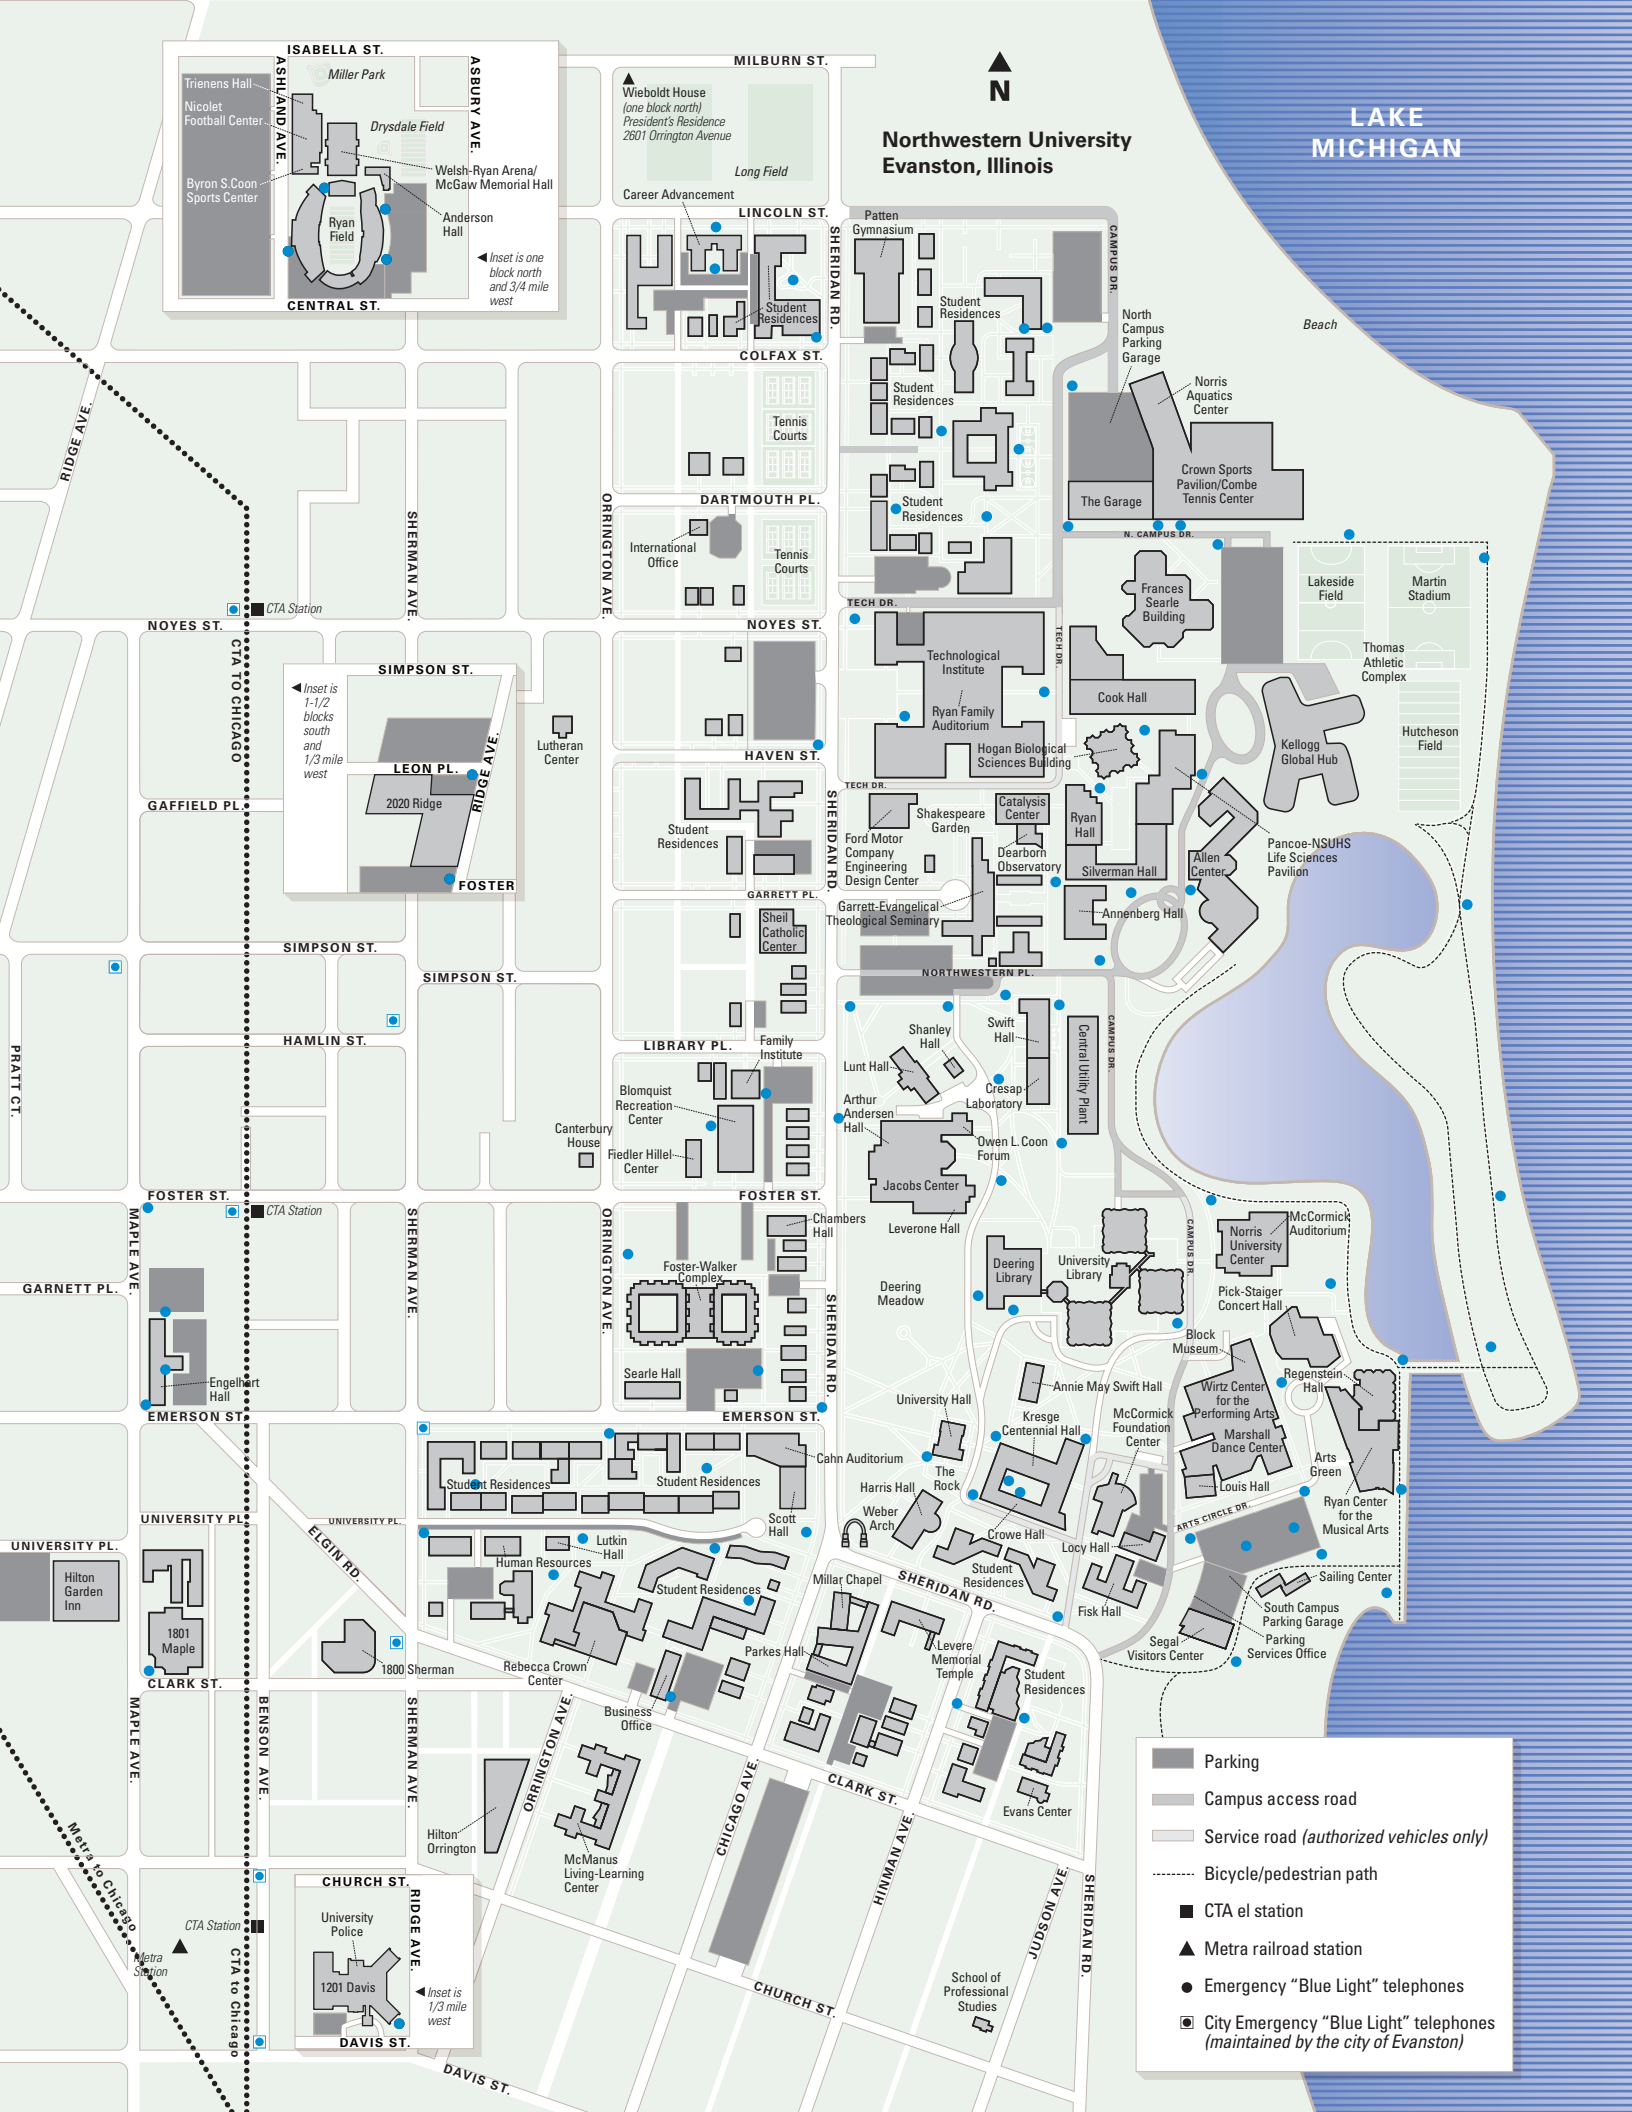 ISABELLA ST.
ASHLAND AVE.
ASBURY AVE.
Miller Park
Trienens Hall
Nicolet
Football Center
Drysdale Field
Welsh-Ryan Arena/
McGaw Memorial Hall
Byron S.Coon
Sports Center
Anderson
Hall
Ryan
Field
Inset is one
block north
and 3/4 mile
west
CENTRAL ST.
MILBURN ST.
Wieboldt House
(one block north)
President's Residence
2601 Orrington Avenue
Long Field
N
Northwestern University
Evanston, Illinois
LAKE
MICHIGAN
Career Advancement
LINCOLN ST.
SHERIDAN RD.
Patten
Gymnasium
CAMPUS DR.
Student
Residences
Student
Residences
North
Campus
Parking
Garage
Beach
COLFAX ST.
RIDGE AVE.
Student
Residences
Norris
Aquatics
Center
Tennis
Courts
Crown Sports
Pavilion/Combe
Tennis Center
The Garage
DARTMOUTH PL.
SHERMAN AVE.
ORRINGTON AVE.
Student
Residences
N. CAMPUS DR.
International
Office
Tennis
Courts
Frances
Searle
Building
Lakeside
Field
Martin
Stadium
CTA Station
TECH DR.
NOYES ST.
NOYES ST.
CTA TO CHICAGO
TECH DR.
Thomas
Athletic
Complex
Technological
Institute
Ryan Family
Auditorium
Cook Hall
SIMPSON ST.
Inset is
1-1/2
blocks
south
and
1/3 mile
west
LEON PL.
RIDGE AVE.
2020 Ridge
FOSTER
Lutheran
Center
HAVEN ST.
Hogan Biological
Sciences Building
Kellogg
Global Hub
Hutcheson
Field
TECH DR.
GAFFIELD PL.
SHERIDAN RD.
Student
Residences
Ford Motor
Company
Engineering
Design Center
Shakespeare
Garden
Catalysis
Center
Ryan
Hall
Dearborn
Observatory
Silverman Hall
Allen
Center
Pancoe-NSUHS
Life Sciences
Pavilion
GARRETT PL.
Garrett-Evangelical
Theological Seminary
Annenberg Hall
Sheil
Catholic
Center
SIMPSON ST.
SIMPSON ST.
NORTHWESTERN PL.
HAMLIN ST.
LIBRARY PL.
PRATT CT.
Family
Institute
Shanley
Hall
Swift
Hall
Central Utility Plant
CAMPUS DR.
Lunt Hall
Blomquist
Recreation
Center
Arthur
Andersen
Hall
Cresap
Laboratory
Canterbury
House
Fiedler Hillel
Center
Owen L. Coon
Forum
Jacobs Center
Leverone Hall
FOSTER ST.
FOSTER ST.
CTA Station
MAPLE AVE.
SHERMAN AVE.
ORRINGTON AVE.
Chambers
Hall
CAMPUS DR.
Norris
University
Center
McCormick
Auditorium
Foster-Walker
Complex
Deering
Library
University
Library
Deering
Meadow
GARNETT PL.
SHERIDAN RD.
Pick-Staiger
Concert Hall
Block
Museum
Searle Hall
Engelhart
Hall
University Hall
Annie May Swift Hall
Wirtz Center
for the
Performing Arts
Regenstein
Hall
Marshall
Dance Center
EMERSON ST.
EMERSON ST.
Kresge
Centennial Hall
McCormick
Foundation
Center
Cahn Auditorium
The
Rock
Arts
Green
Student Residences
Student Residences
Harris Hall
Louis Hall
Ryan Center
for the
Musical Arts
UNIVERSITY PL.
UNIVERSITY PL.
UNIVERSITY PL.
ELGIN RD.
Scott
Hall
Weber
Arch
Crowe Hall
ARTS CIRCLE DR.
Locy Hall
Human Resources
Lutkin
Hall
Student
Residences
Hilton
Garden
Inn
Student Residences
Millar Chapel
SHERIDAN RD.
Fisk Hall
Sailing Center
South Campus
Parking Garage
Parking
Services Office
Segal
Visitors Center
1801
Maple
1800 Sherman
Rebecca Crown
Center
Parkes Hall
Levere
Memorial
Temple
Student
Residences
CLARK ST.
MAPLE AVE.
BENSON AVE.
SHERMAN AVE.
ORRINGTON AVE.
Business
Office
CHICAGO AVE.
CLARK ST.
HINMAN AVE.
Evans Center
Hilton
Orrington
McManus
Living-Learning
Center
JUDSON AVE.
SHERIDAN RD.
Metra to Chicago
CTA Station
Metra
Station
CTA to Chicago
CHURCH ST.
RIDGE AVE.
University
Police
1201 Davis
Inset is
1/3 mile
west
DAVIS ST.
DAVIS ST.
CHURCH ST.
School of
Professional
Studies
Parking
Campus access road
Service road (authorized vehicles only)
Bicycle/pedestrian path
CTA el station
Metra railroad station
Emergency “Blue Light” telephones
City Emergency “Blue Light” telephones
(maintained by the city of Evanston)